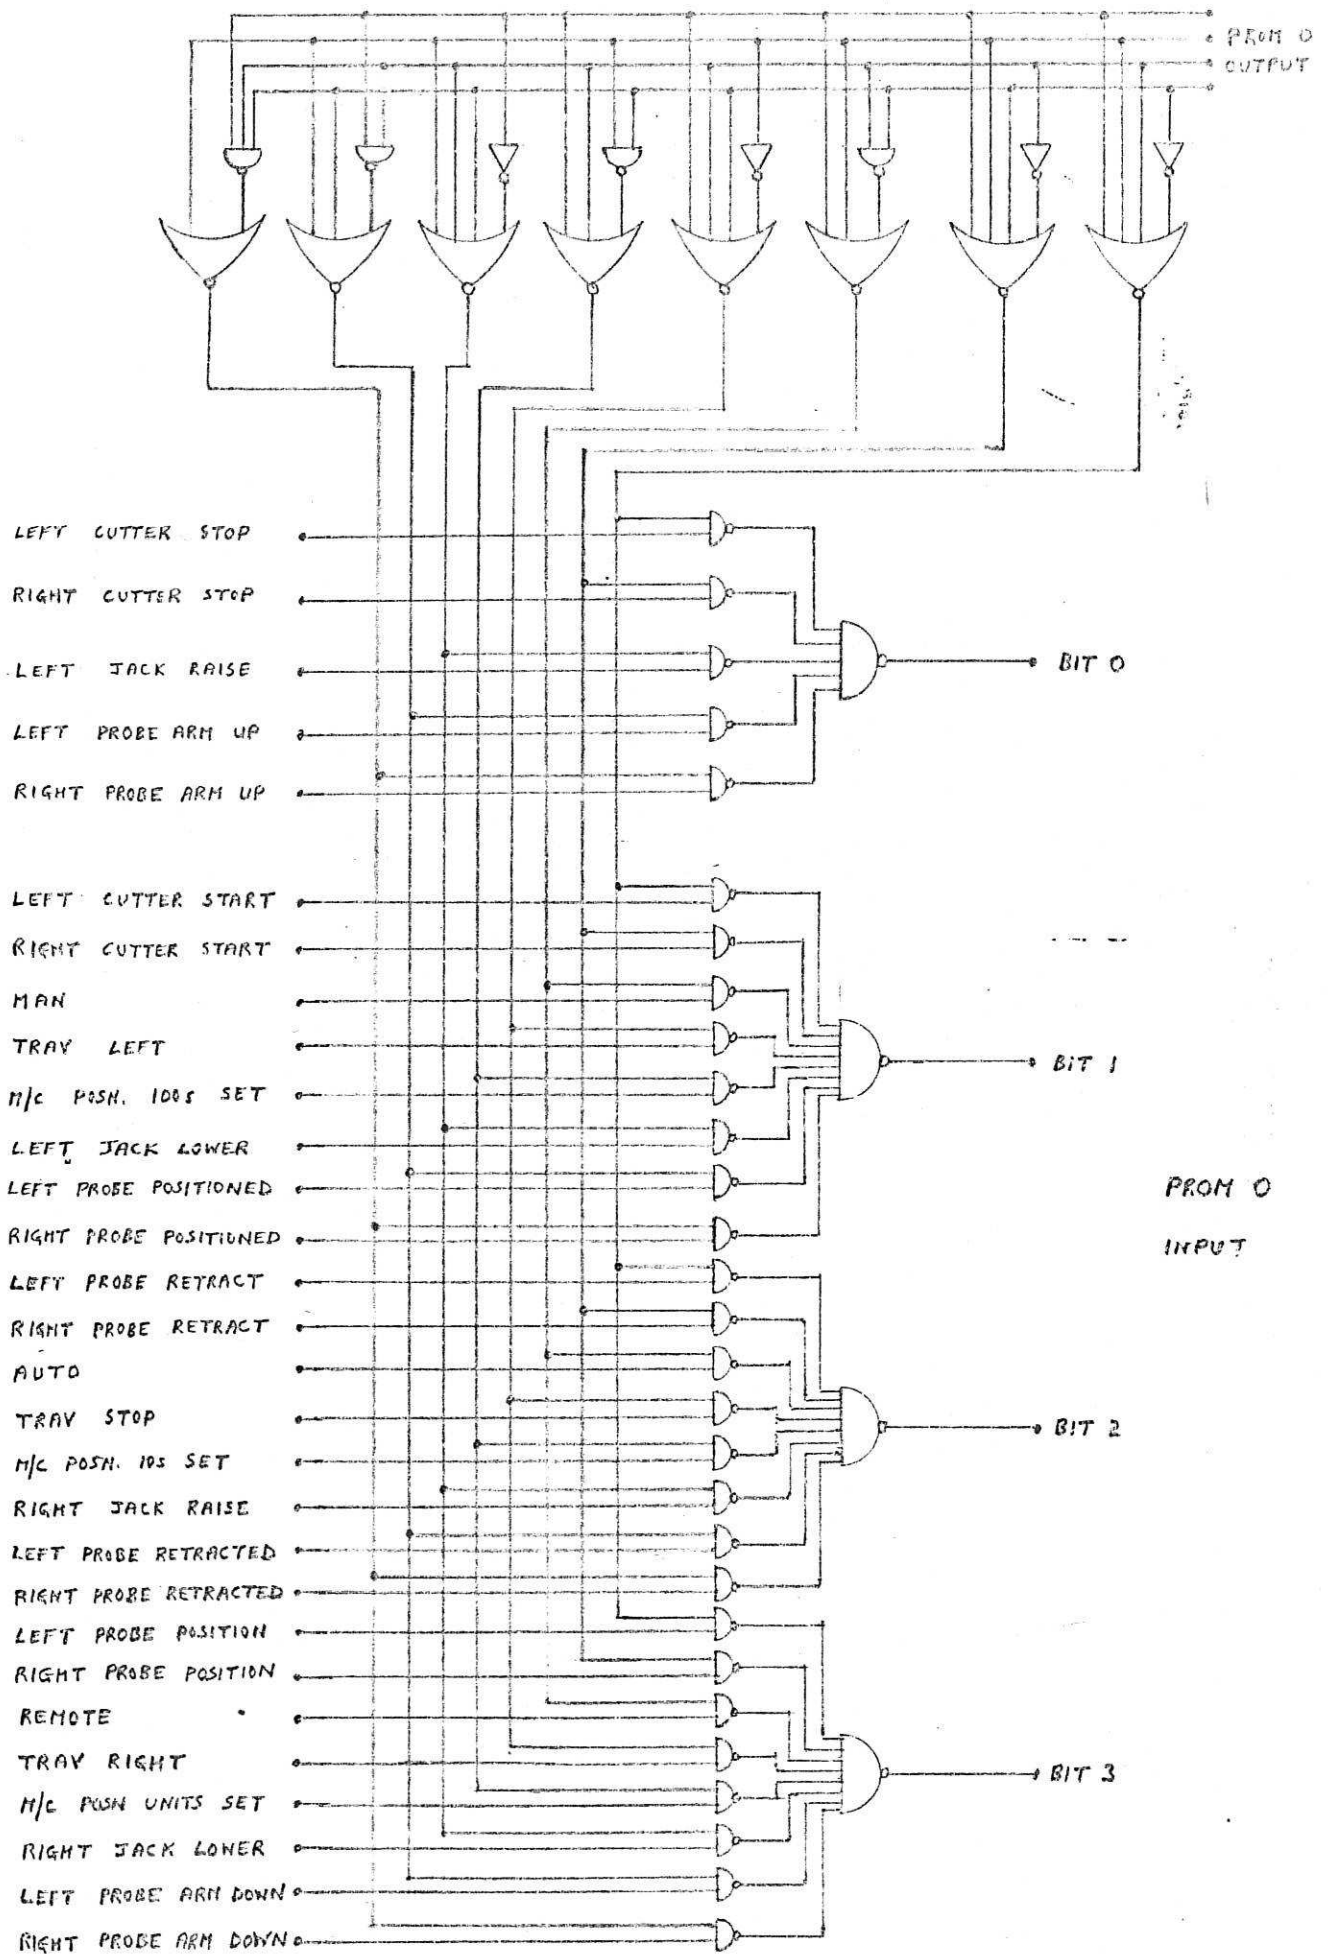 PROM 0
OUTPUT
LEFT CUTTER STOP
RIGHT CUTTER STOP
LEFT JACK RAISE
LEFT PROBE ARM UP
RIGHT PROBE ARM UP
BIT 0
LEFT CUTTER START
RIGHT CUTTER START
MAN
TRAV LEFT
M/C POSN. 100s SET
LEFT JACK LOWER
LEFT PROBE POSITIONED
RIGHT PROBE POSITIONED
BIT 1
PROM 0
INPUT
LEFT PROBE RETRACT
RIGHT PROBE RETRACT
AUTO
TRAV STOP
M/C POSN. 10s SET
RIGHT JACK RAISE
LEFT PROBE RETRACTED
RIGHT PROBE RETRACTED
BIT 2
LEFT PROBE POSITION
RIGHT PROBE POSITION
REMOTE
TRAV RIGHT
M/C POSN UNITS SET
RIGHT JACK LOWER
LEFT PROBE ARM DOWN
RIGHT PROBE ARM DOWN
BIT 3